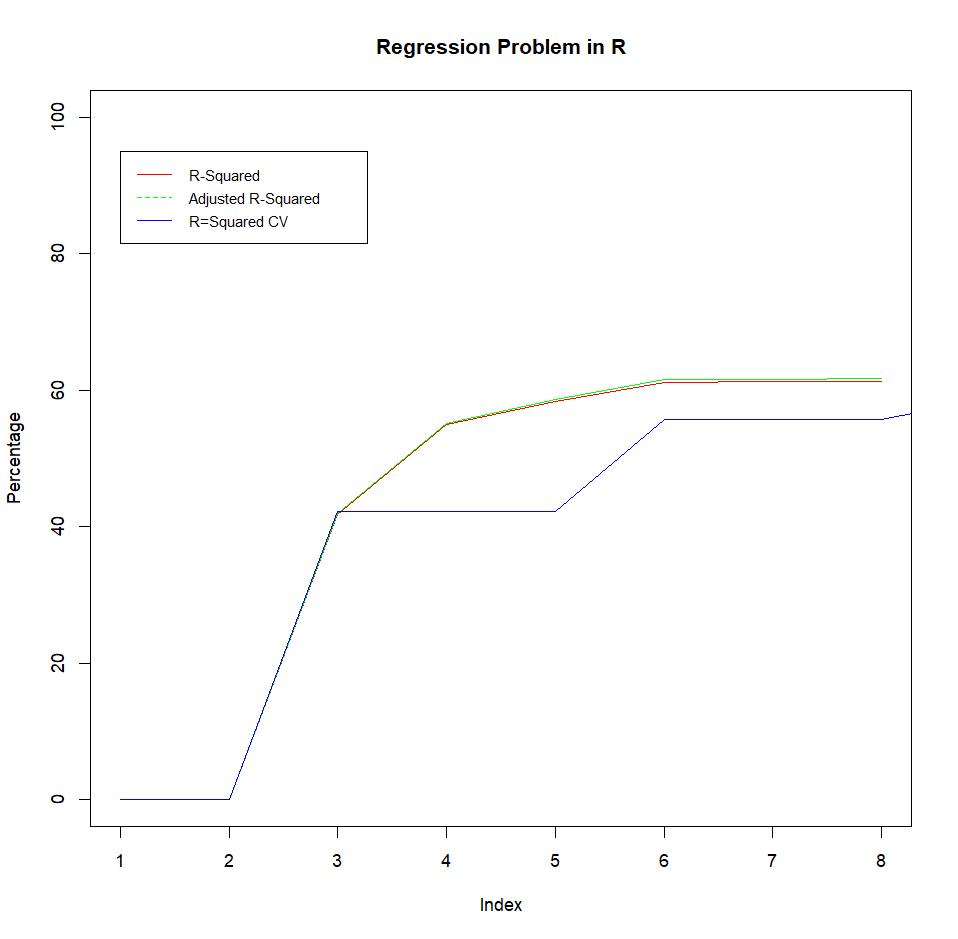 Regression Problem in R
100
80
60
40
20
0
Percentage
R-Squared
Adjusted R-Squared
R=Squared CV
1 2 3 4 5 6 7 8
Index